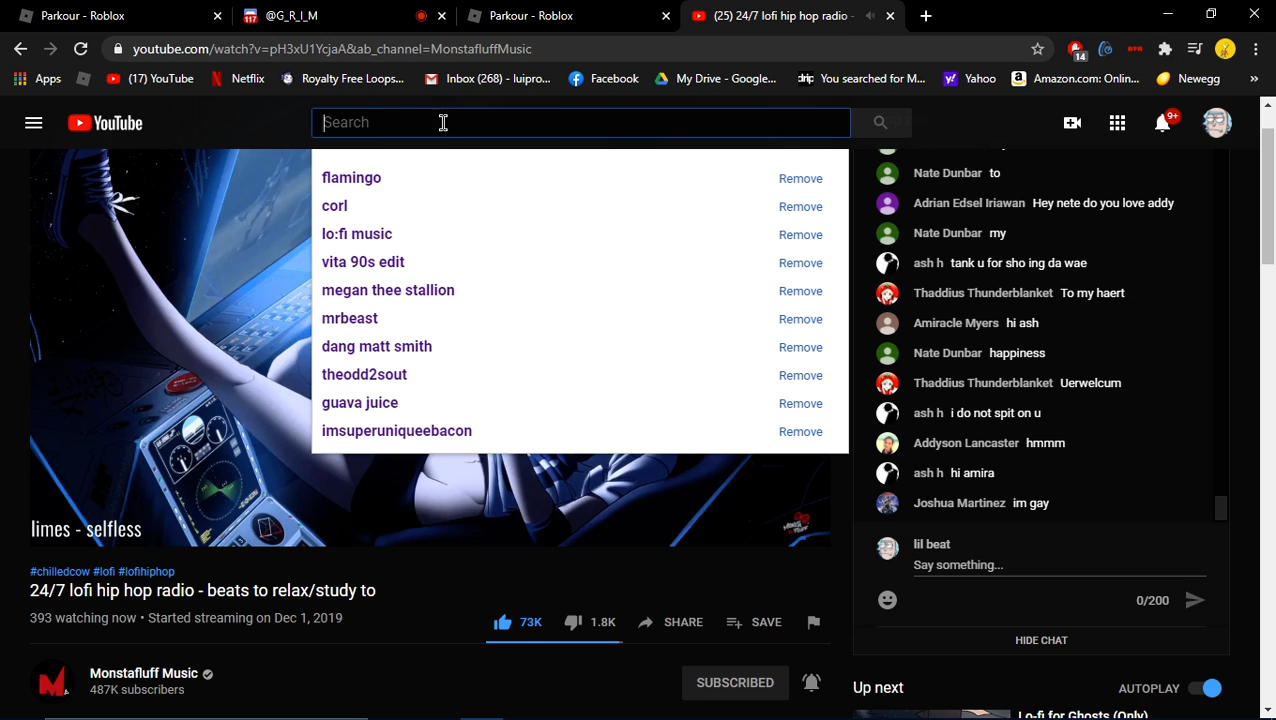 Parkour - Roblox
117 @G_R_I_M
Parkour - Roblox
(25) 24/7 lofi hip hop radio -
youtube.com/watch?v=pH3xU1YcjaA&ab_channel=MonstafluffMusic
14
Apps
(17) YouTube
Netflix
Royalty Free Loops...
Inbox (268) - luipro...
Facebook
My Drive - Google...
You searched for M...
Yahoo
Amazon.com: Onlin...
Newegg
»
YouTube
Search
9+
flamingo Remove
corl Remove
lo:fi music Remove
vita 90s edit Remove
megan thee stallion Remove
mrbeast Remove
dang matt smith Remove
theodd2sout Remove
guava juice Remove
imsuperuniqueebacon Remove
limes - selfless
#chilledcow #lofi #lofihiphop
24/7 lofi hip hop radio - beats to relax/study to
393 watching now • Started streaming on Dec 1, 2019
73K 1.8K SHARE SAVE
Monstafluff Music
487K subscribers
SUBSCRIBED
Nate Dunbar to
Adrian Edsel Iriawan Hey nete do you love addy
Nate Dunbar my
ash h tank u for sho ing da wae
Thaddius Thunderblanket To my haert
Amiracle Myers hi ash
Nate Dunbar happiness
Thaddius Thunderblanket Uerwelcum
ash h i do not spit on u
Addyson Lancaster hmmm
ash h hi amira
Joshua Martinez im gay
lil beat
Say something...
0/200
HIDE CHAT
Up next AUTOPLAY
Lo-fi for Ghosts (Only)